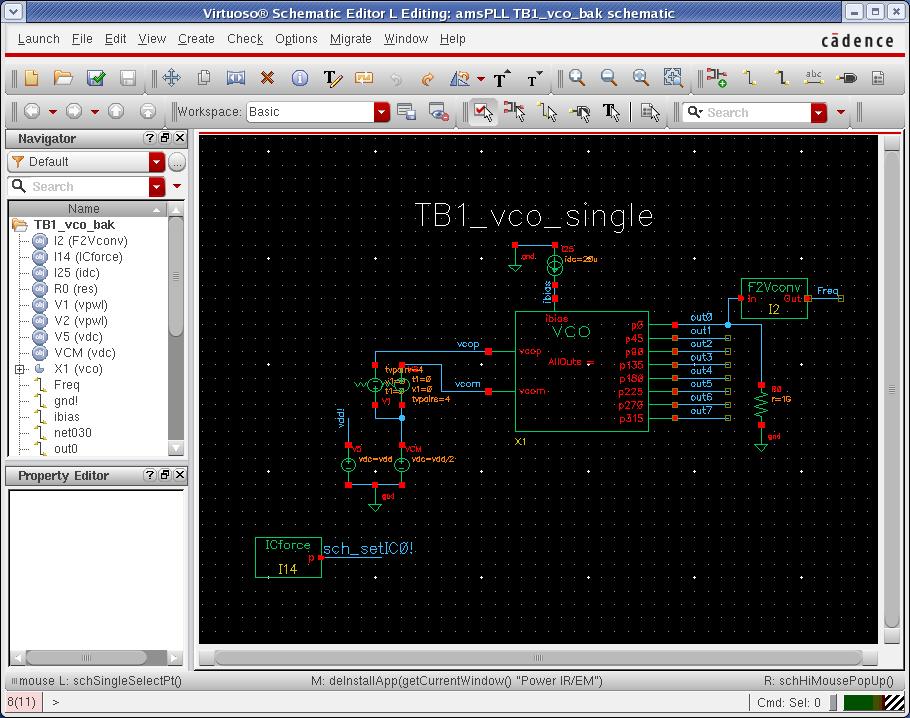 Virtuoso® Schematic Editor L Editing: amsPLL TB1_vco_bak schematic
Launch File Edit View Create Check Options Migrate Window Help
cādence
Workspace: Basic
Search
Navigator
Default
Search
Name
TB1_vco_bak
I2 (F2Vconv)
I14 (ICforce)
I25 (idc)
R0 (res)
V1 (vpwl)
V2 (vpwl)
V5 (vdc)
VCM (vdc)
X1 (vco)
Freq
gnd!
ibias
net030
out0
Property Editor
TB1_vco_single
I25
gnd
idc=20u
ibias
ibias
VCO
AllOuts =
vcop
vcop
vcom
vcom
X1
p0
p45
p90
p135
p180
p225
p270
p315
out0
out1
out2
out3
out4
out5
out6
out7
F2Vconv
In
Out
I2
Freq
R0
r=1G
gnd
tvpairs=4
t1=0
v1=0
tvpairs=4
V1
vdd!
V5
vdc=vdd
VCM
vdc=vdd/2
gnd
ICforce
p
I14
sch_setIC0!
mouse L: schSingleSelectPt()
M: deInstallApp(getCurrentWindow() "Power IR/EM")
R: schHiMousePopUp()
8(11)
>
Cmd: Sel: 0